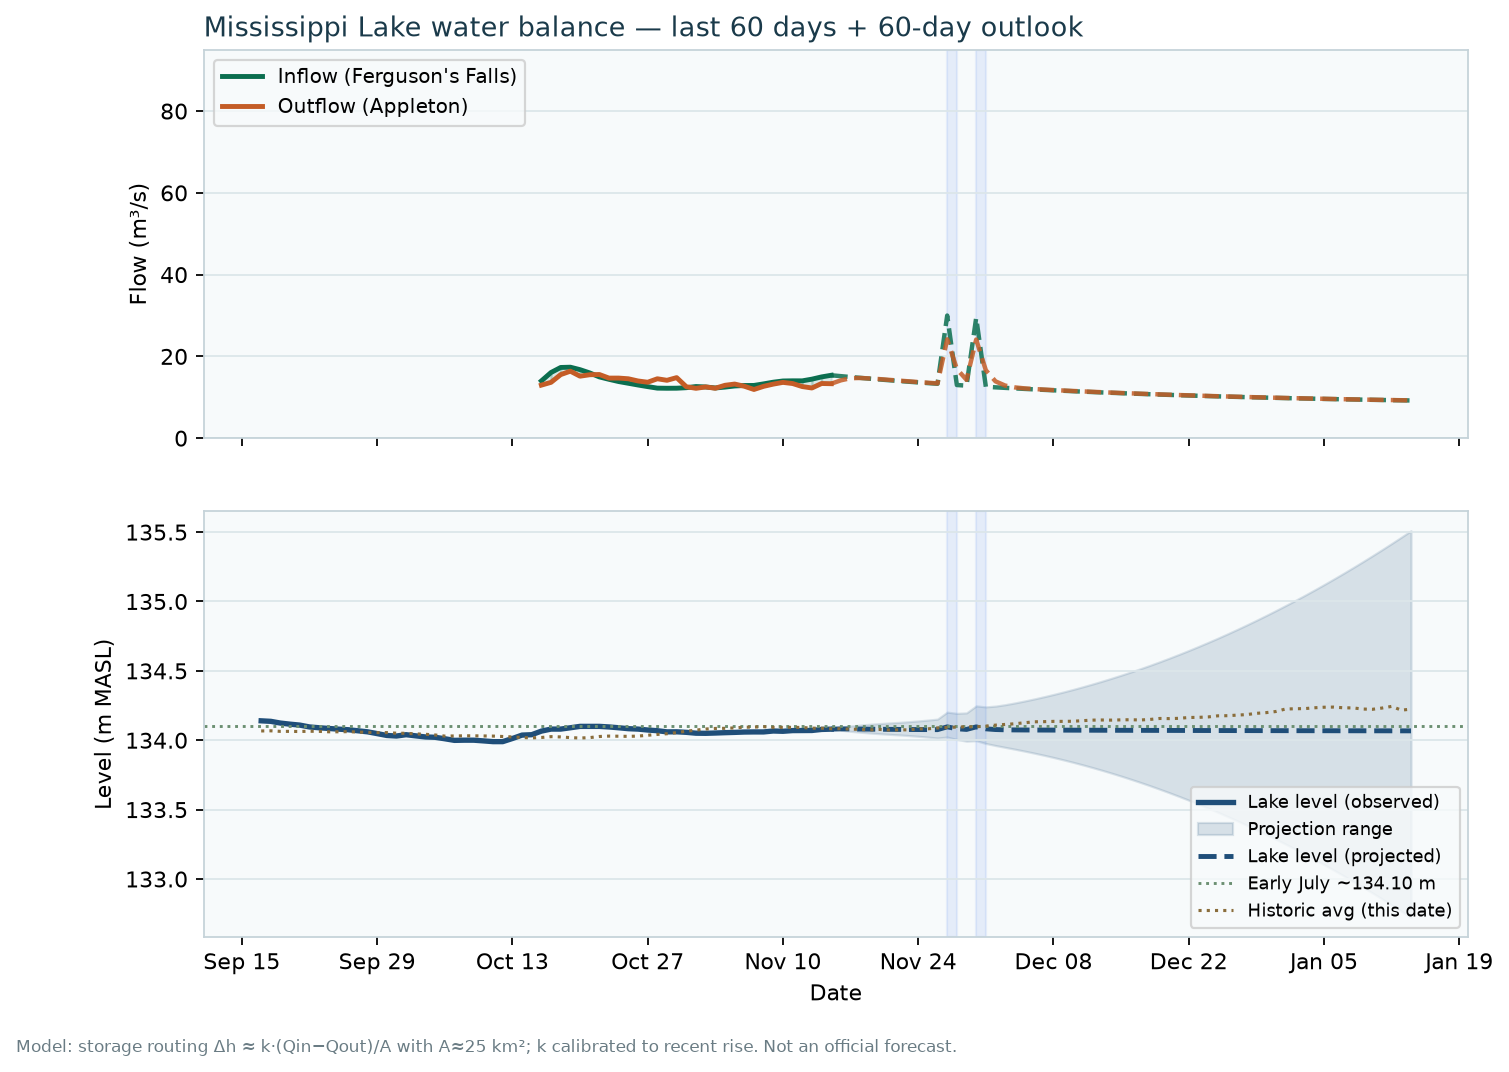 Mississippi Lake water balance — last 60 days + 60-day outlook
Inflow (Ferguson's Falls)
Outflow (Appleton)
Flow (m³/s)
80
60
40
20
0
Level (m MASL)
135.5
135.0
134.5
134.0
133.5
133.0
Lake level (observed)
Projection range
Lake level (projected)
Early July ~134.10 m
Historic avg (this date)
Sep 15 Sep 29 Oct 13 Oct 27 Nov 10 Nov 24 Dec 08 Dec 22 Jan 05 Jan 19
Date
Model: storage routing Δh ≈ k·(Qin−Qout)/A with A≈25 km²; k calibrated to recent rise. Not an official forecast.